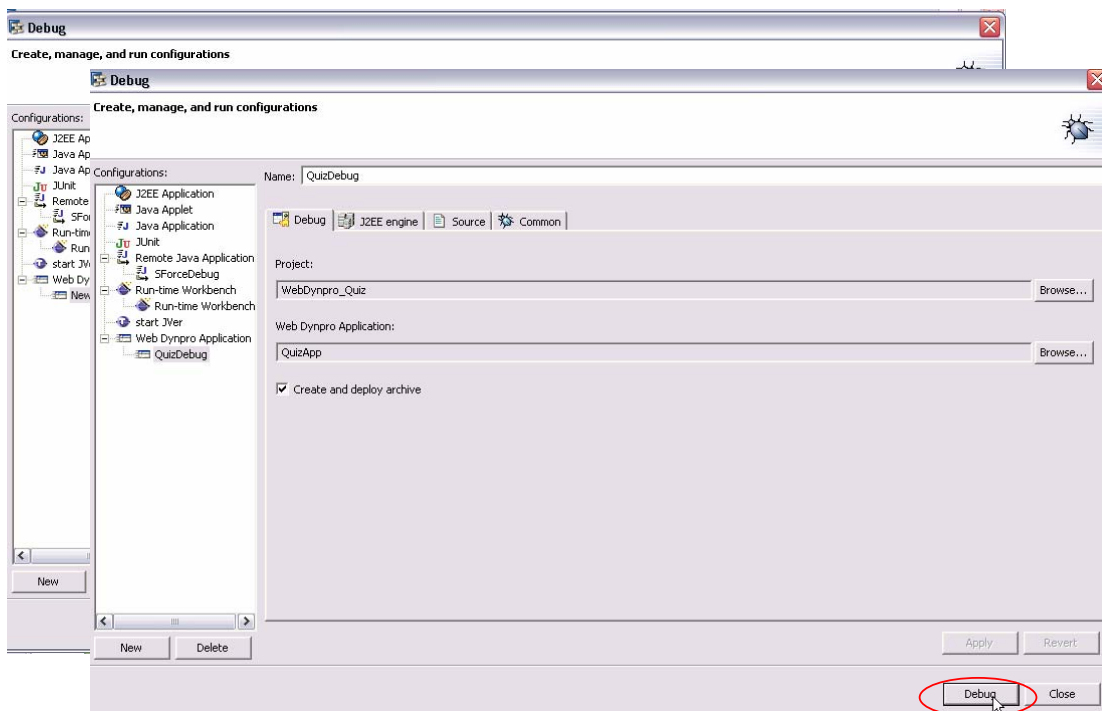 Debug
Create, manage, and run configurations
Configurations:
J2EE Ap
Java Ap
Java Ap
JUnit
Remote
SFo
Run-tim
Run
start JV
Web Dy
New
New
Debug
Create, manage, and run configurations
Configurations:
J2EE Application
Java Applet
Java Application
JUnit
Remote Java Application
SForceDebug
Run-time Workbench
Run-time Workbench
start JVer
Web Dynpro Application
QuizDebug
New Delete
Name: QuizDebug
Debug J2EE engine Source Common
Project:
WebDynpro_Quiz Browse...
Web Dynpro Application:
QuizApp Browse...
Create and deploy archive
Apply Revert
Debug Close